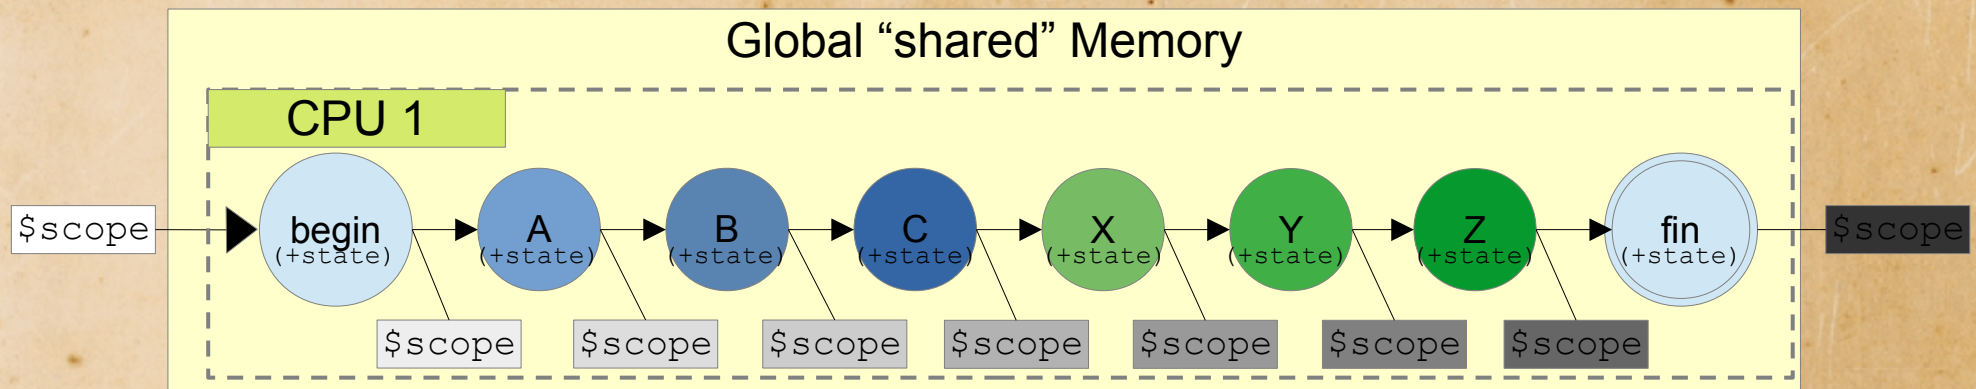 Global “shared” Memory
CPU 1
$scope
begin
(+state)
A
(+state)
B
(+state)
C
(+state)
X
(+state)
Y
(+state)
Z
(+state)
fin
(+state)
$scope
$scope
$scope
$scope
$scope
$scope
$scope
$scope